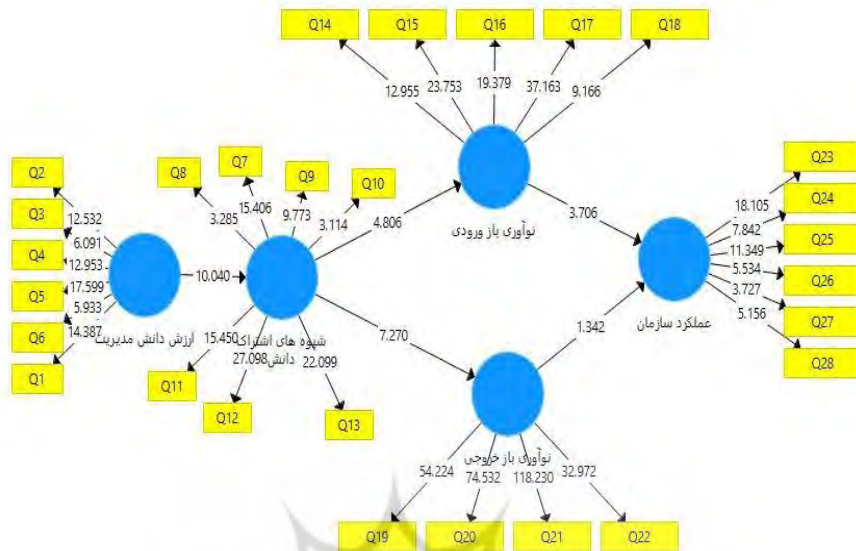 Q14 Q15 Q16 Q17 Q18
12.955 23.753 19.379 37.163 9.166
نوآوری باز ورودی
Q2
Q3
Q4
Q5
Q6
Q1
12.532
6.091
12.953
17.599
5.933
14.387
ارزش دانش مدیریت
10.040
Q8 Q7 Q9 Q10
3.285 15.406 9.773 3.114
شیوه های اشتراک
دانش
15.450 27.098 22.099
Q11 Q12 Q13
4.806
7.270
3.706
1.342
Q23
Q24
Q25
Q26
Q27
Q28
18.105
7.842
11.349
5.534
3.727
5.156
عملکرد سازمان
نوآوری باز خروجی
54.224 74.532 118.230 32.972
Q19 Q20 Q21 Q22